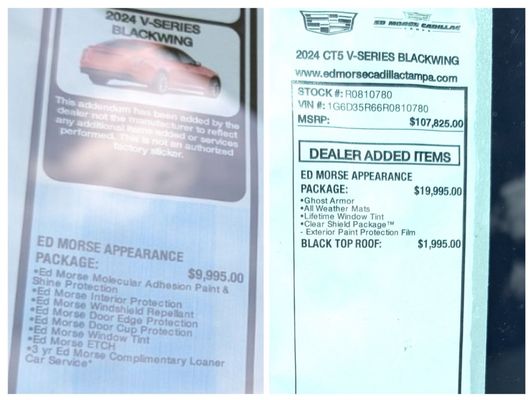 2024 V-SERIES
BLACKWING
This addendum has been added by the
dealer not the manufacturer to reflect
any additional items added or services
performed. This is not an authorized
factory sticker.
ED MORSE APPEARANCE
PACKAGE: $9,995.00
•Ed Morse Molecular Adhesion Paint &
Shine Protection
•Ed Morse Interior Protection
•Ed Morse Windshield Repellant
•Ed Morse Door Edge Protection
•Ed Morse Door Cup Protection
•Ed Morse Window Tint
•Ed Morse ETCH
•3 yr Ed Morse Complimentary Loaner
Car Service*
ED MORSE CADILLAC
TAMPA
2024 CT5 V-SERIES BLACKWING
www.edmorsecadillactampa.com
STOCK #: R0810780
VIN #: 1G6D35R66R0810780
MSRP: $107,825.00
DEALER ADDED ITEMS
ED MORSE APPEARANCE
PACKAGE: $19,995.00
•Ghost Armor
•All Weather Mats
•Lifetime Window Tint
•Clear Shield Package™
- Exterior Paint Protection Film
BLACK TOP ROOF: $1,995.00